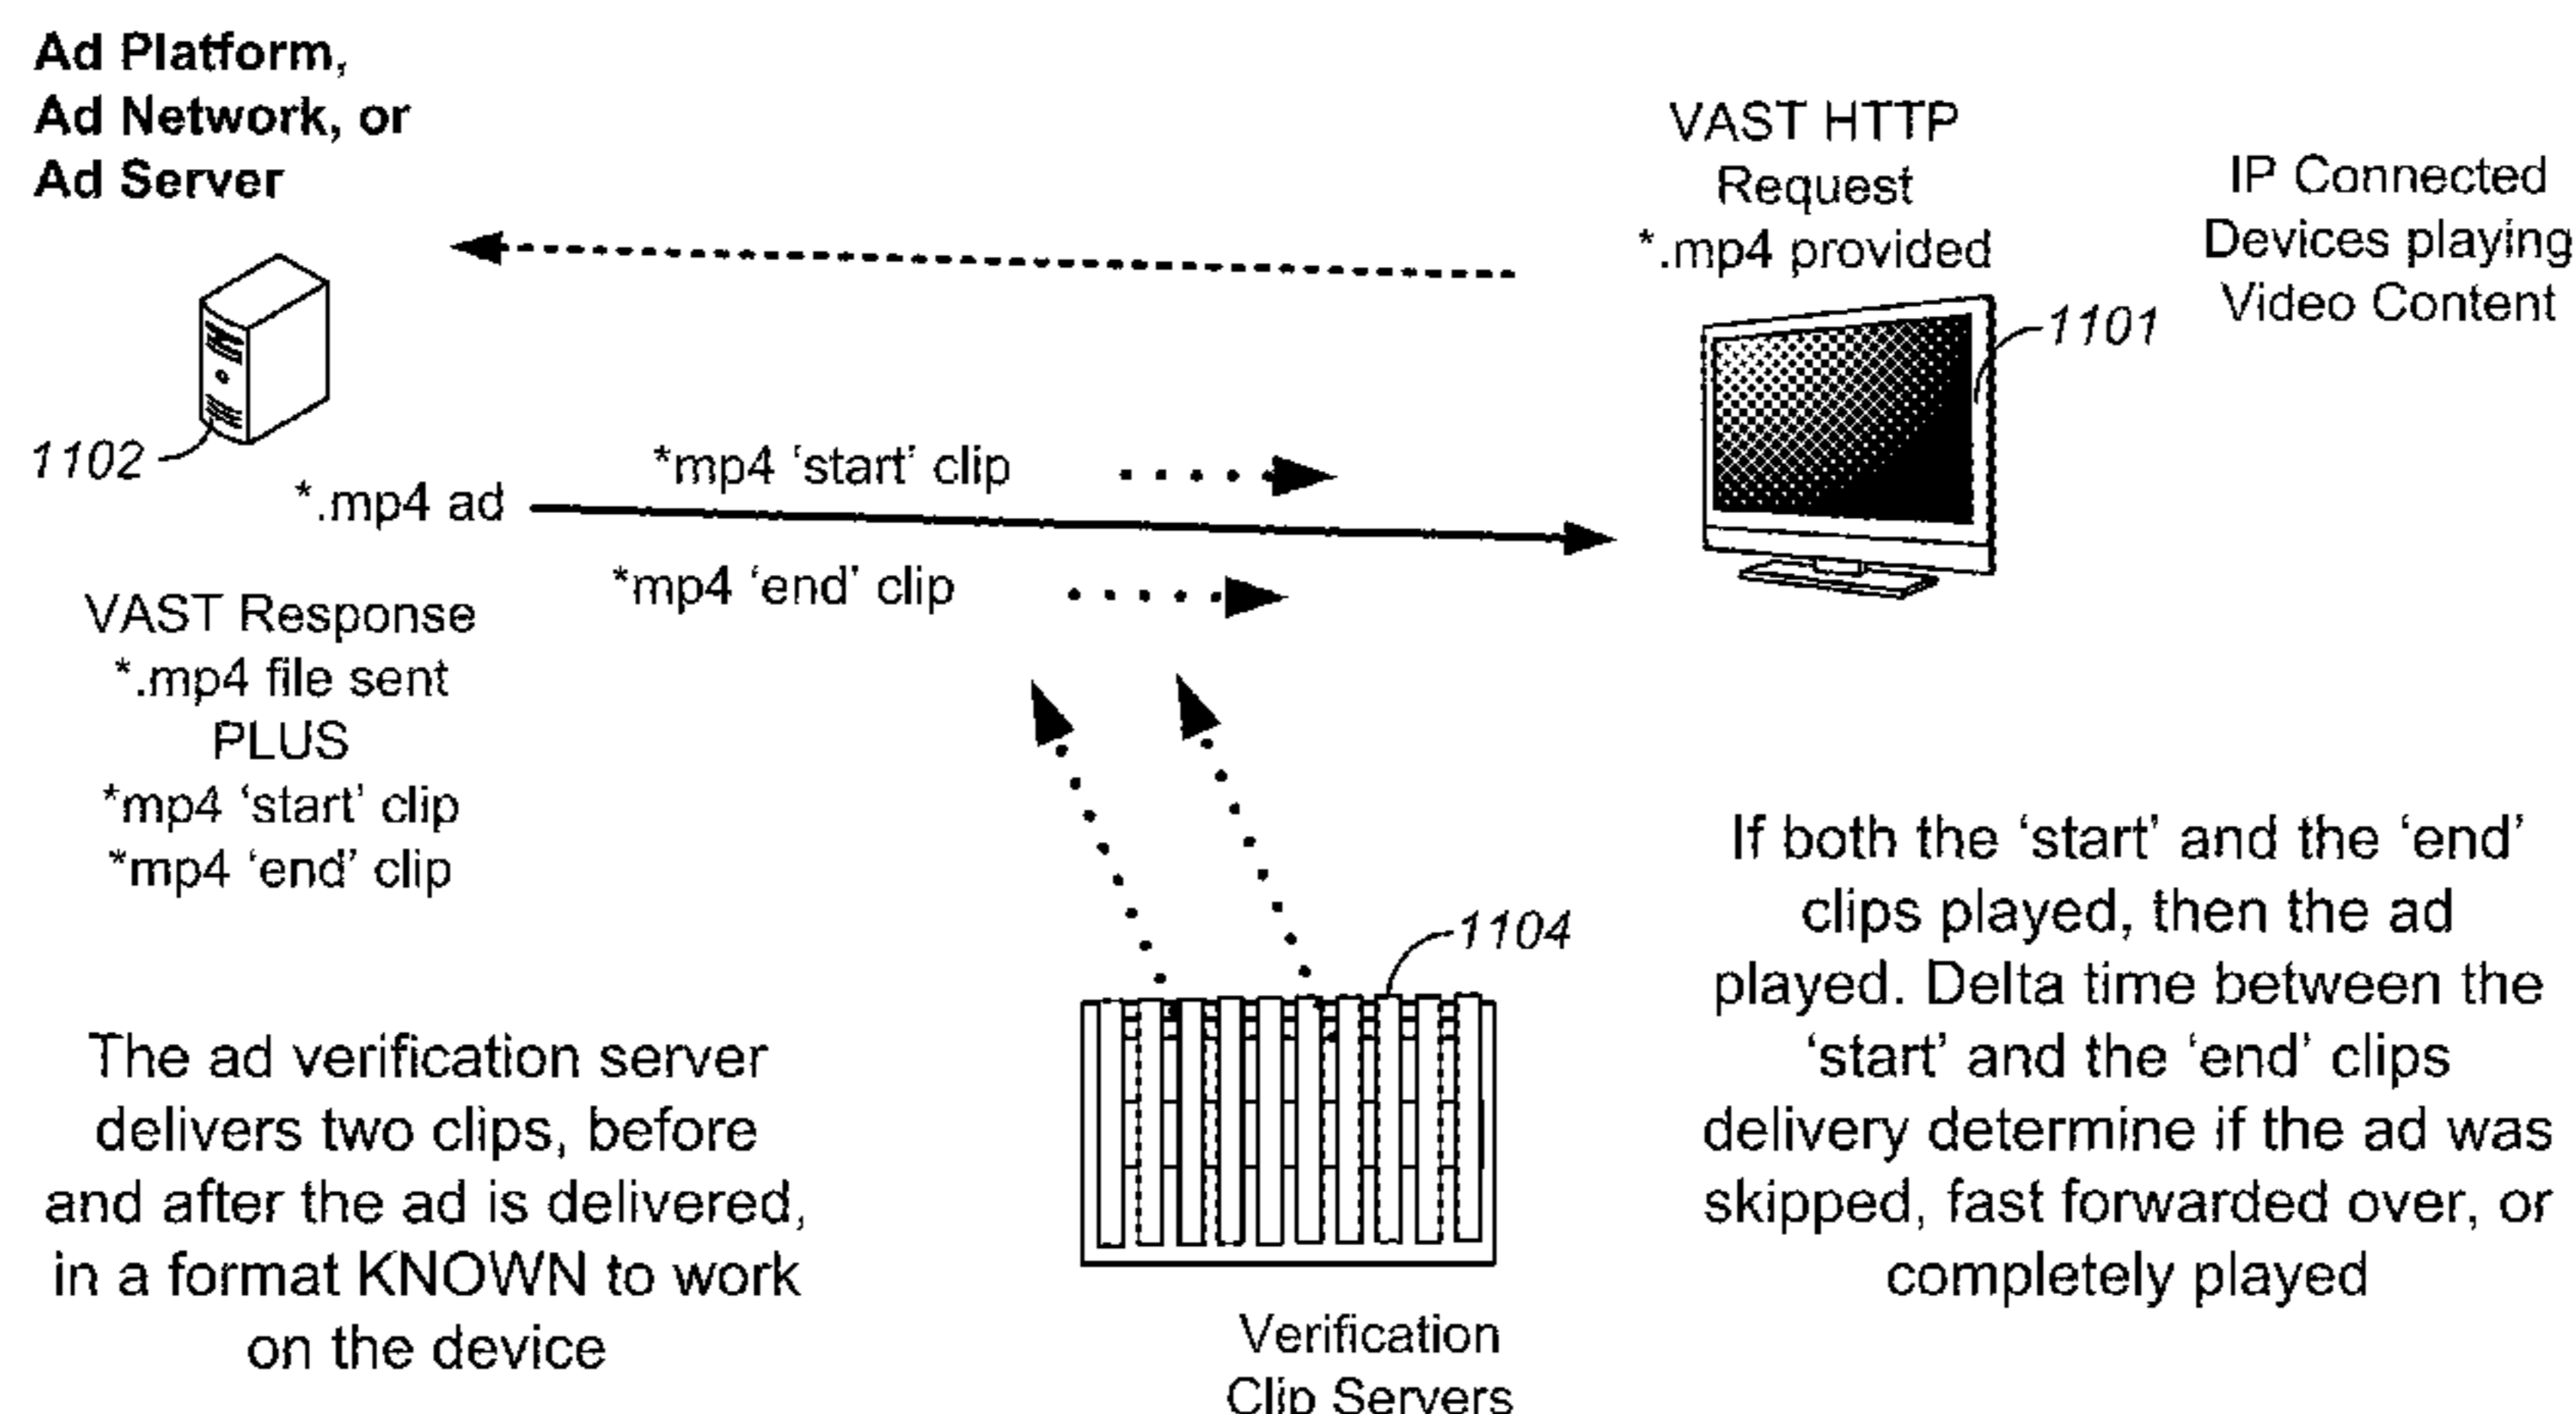 Ad Platform,
Ad Network, or
Ad Server
VAST HTTP
Request
*.mp4 provided
IP Connected
Devices playing
Video Content
1101
1102
*.mp4 ad
*mp4 ‘start’ clip
*mp4 ‘end’ clip
VAST Response
*.mp4 file sent
PLUS
*mp4 ‘start’ clip
*mp4 ‘end’ clip
The ad verification server
delivers two clips, before
and after the ad is delivered,
in a format KNOWN to work
on the device
1104
Verification
Clip Servers
If both the ‘start’ and the ‘end’
clips played, then the ad
played. Delta time between the
‘start’ and the ‘end’ clips
delivery determine if the ad was
skipped, fast forwarded over, or
completely played